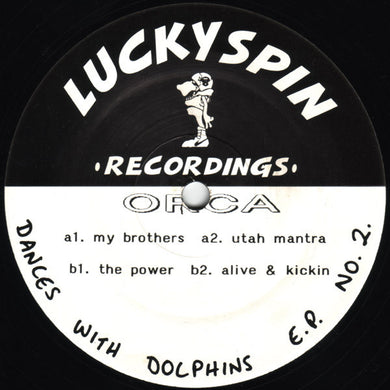 LUCKYSPIN
·RECORDINGS·
ORCA
a1. my brothers a2. utah mantra
b1. the power b2. alive & kickin
DANCES WITH DOLPHINS E.P. NO. 2.